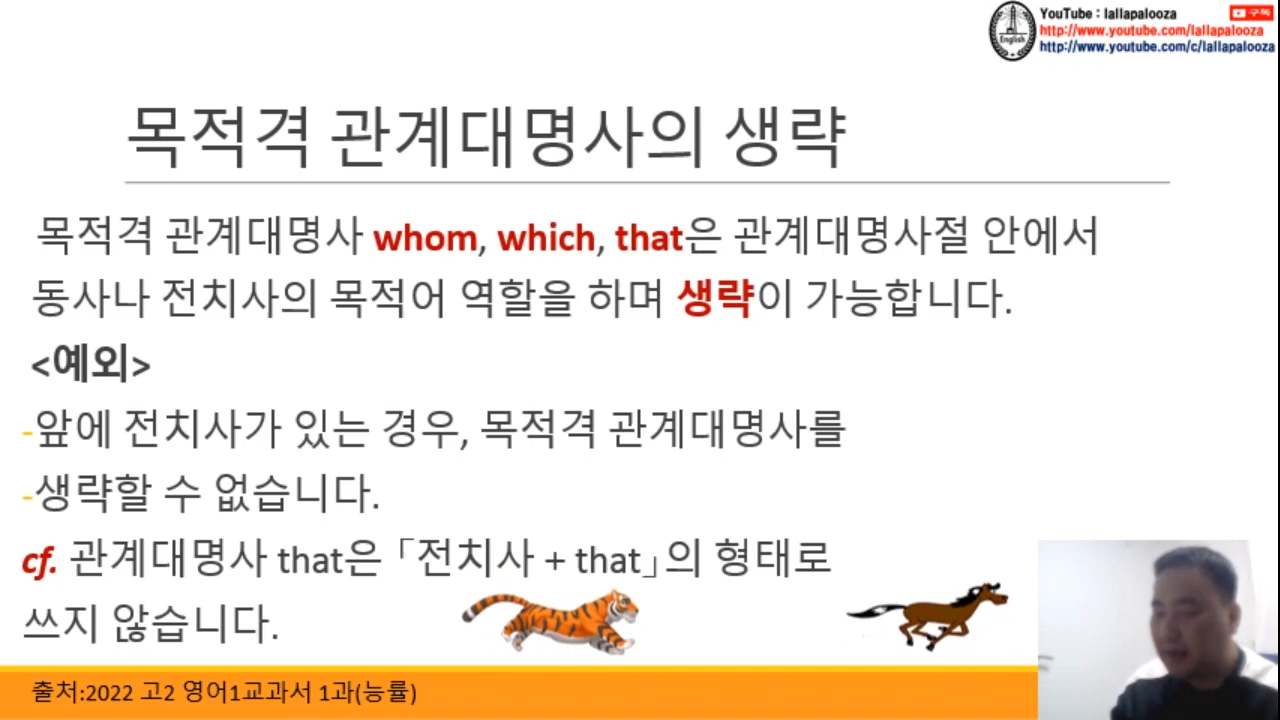 YouTube : lallapalooza
구독
http://www.youtube.com/lallapalooza
http://www.youtube.com/c/lallapalooza
English
목적격 관계대명사의 생략
목적격 관계대명사 whom, which, that은 관계대명사절 안에서
동사나 전치사의 목적어 역할을 하며 생략이 가능합니다.
<예외>
-앞에 전치사가 있는 경우, 목적격 관계대명사를
-생략할 수 없습니다.
cf. 관계대명사 that은 「전치사 + that」의 형태로
쓰지 않습니다.
출처:2022 고2 영어1교과서 1과(능률)